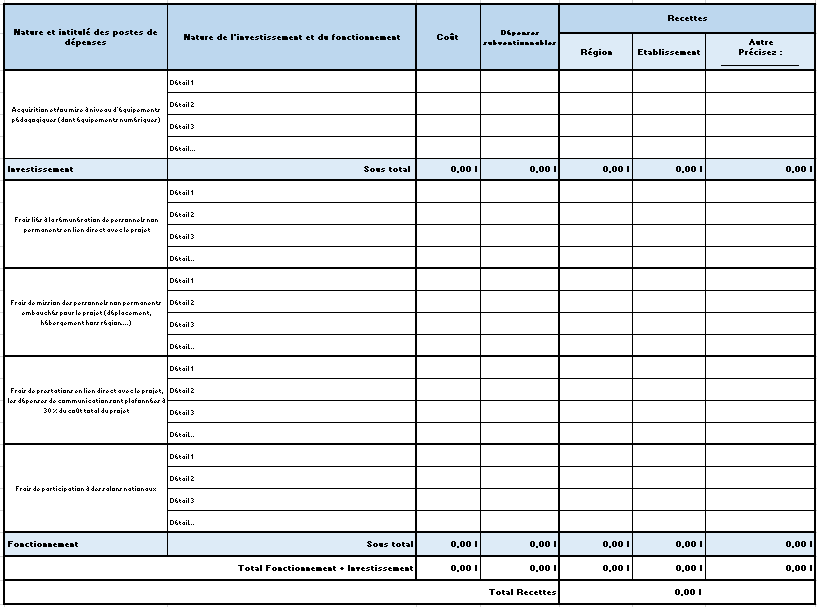 Nature et intitulé des postes de
dépenses
Nature de l'investissement et du fonctionnement
Coût
Dépenses
subventionnables
Recettes
Région
Etablissement
Autre
Précisez :
Acquisition et/ou mise à niveau d'équipements
pédagogiques (dont équipements numériques)
Détail 1
Détail 2
Détail 3
Détail...
Investissement Sous total 0,00 0,00 0,00 0,00 0,00
Frais liés à la rémunération de personnels non
permanents en lien direct avec le projet
Détail 1
Détail 2
Détail 3
Détail...
Frais de mission des personnels non permanents
embauchés pour le projet (déplacement,
hébergement hors région...)
Détail 1
Détail 2
Détail 3
Détail...
Frais de prestations en lien direct avec le projet,
les dépenses de communication sont plafonnées à
30 % du coût total du projet
Détail 1
Détail 2
Détail 3
Détail...
Frais de participation à des salons nationaux
Détail 1
Détail 2
Détail 3
Détail...
Fonctionnement Sous total 0,00 0,00 0,00 0,00 0,00
Total Fonctionnement + Investissement 0,00 0,00 0,00 0,00 0,00
Total Recettes 0,00